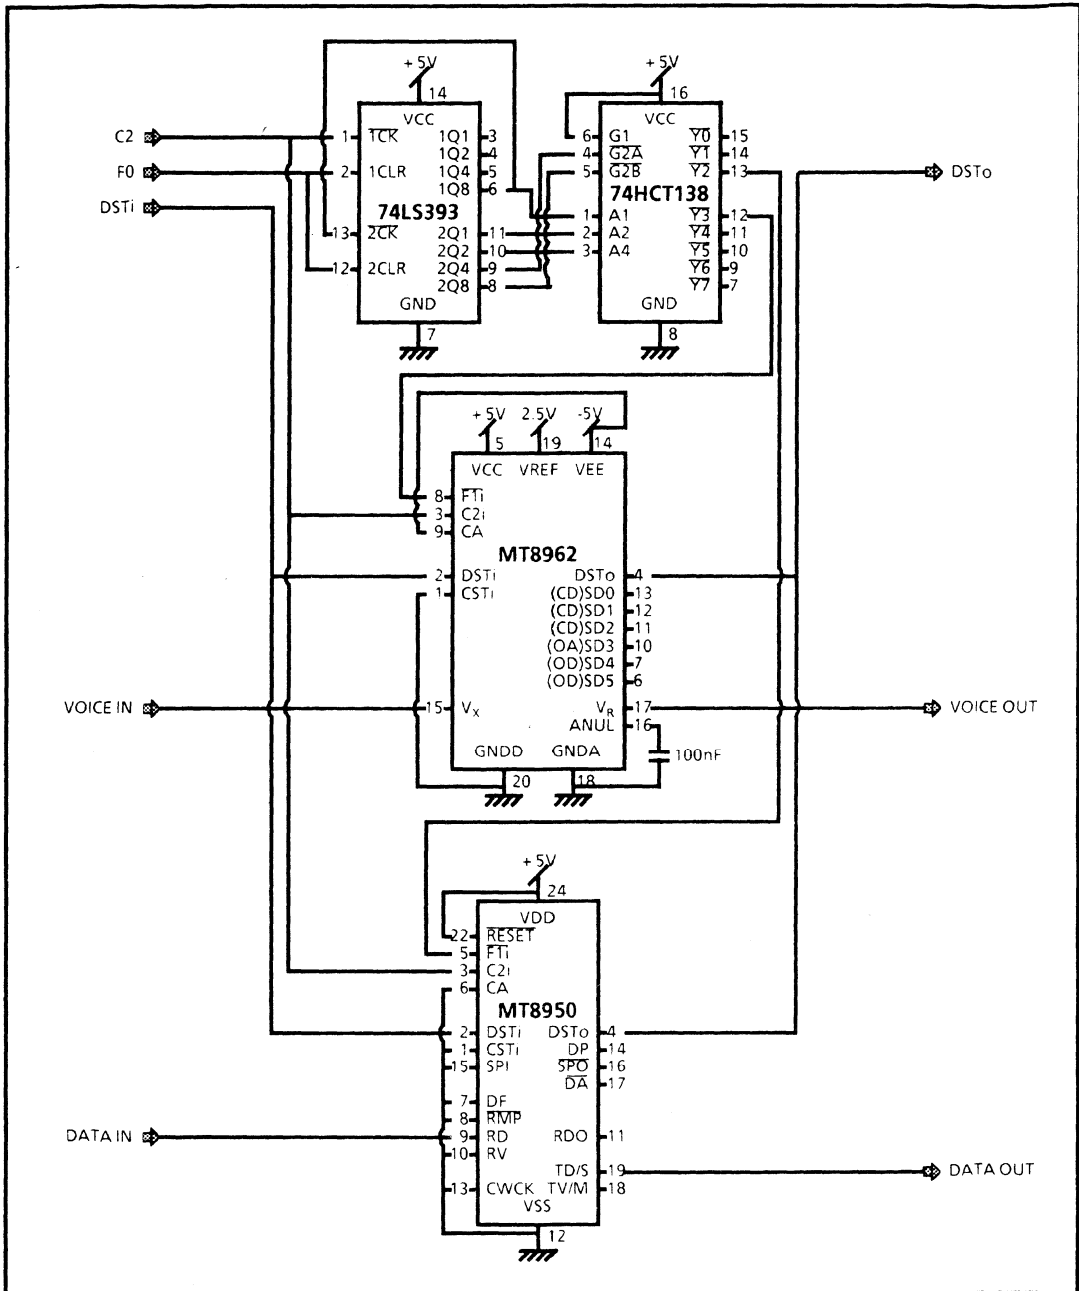 +5V
14
VCC
C2
1
1CK
1Q1
3
1Q2
4
F0
2
1CLR
1Q4
5
1Q8
6
DSTi
74LS393
13
2CK
2Q1
11
2Q2
10
12
2CLR
2Q4
9
2Q8
8
GND
7
+5V
16
VCC
6
G1
Y0
15
4
G2A
Y1
14
5
G2B
Y2
13
DSTo
74HCT138
1
A1
Y3
12
2
A2
Y4
11
3
A4
Y5
10
Y6
9
Y7
7
GND
8
+5V
2.5V
-5V
5
19
14
VCC
VREF
VEE
8
F1i
3
C2i
9
CA
MT8962
2
DSTi
DSTo
4
1
CSTi
(CD)SD0
13
(CD)SD1
12
(CD)SD2
11
(OA)SD3
10
(OD)SD4
7
(OD)SD5
6
VOICE IN
15
VX
VR
17
VOICE OUT
ANUL
16
GNDD
GNDA
100nF
20
18
+5V
24
VDD
22
RESET
5
F1i
3
C2i
6
CA
MT8950
2
DSTi
DSTo
4
1
CSTi
DP
14
15
SPI
SPO
16
DA
17
7
DF
8
RMP
DATA IN
9
RD
RDO
11
10
RV
TD/S
19
DATA OUT
13
CWCK
TV/M
18
VSS
12